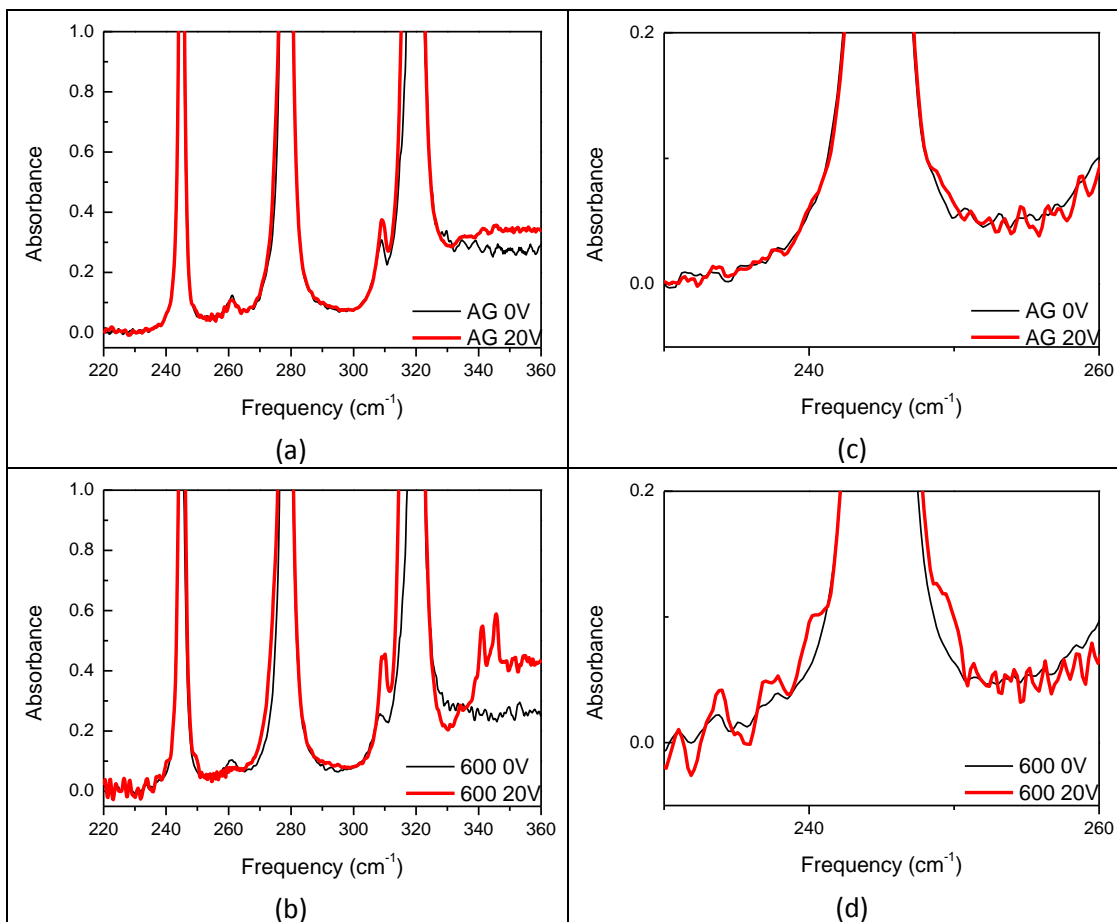 1.0
0.8
0.6
0.4
0.2
0.0
Absorbance
220 240 260 280 300 320 340 360
Frequency (cm⁻¹)
AG 0V
AG 20V
(a)
0.2
0.0
Absorbance
240 260
Frequency (cm⁻¹)
AG 0V
AG 20V
(c)
1.0
0.8
0.6
0.4
0.2
0.0
Absorbance
220 240 260 280 300 320 340 360
Frequency (cm⁻¹)
600 0V
600 20V
(b)
0.2
0.0
Absorbance
240 260
Frequency (cm⁻¹)
600 0V
600 20V
(d)